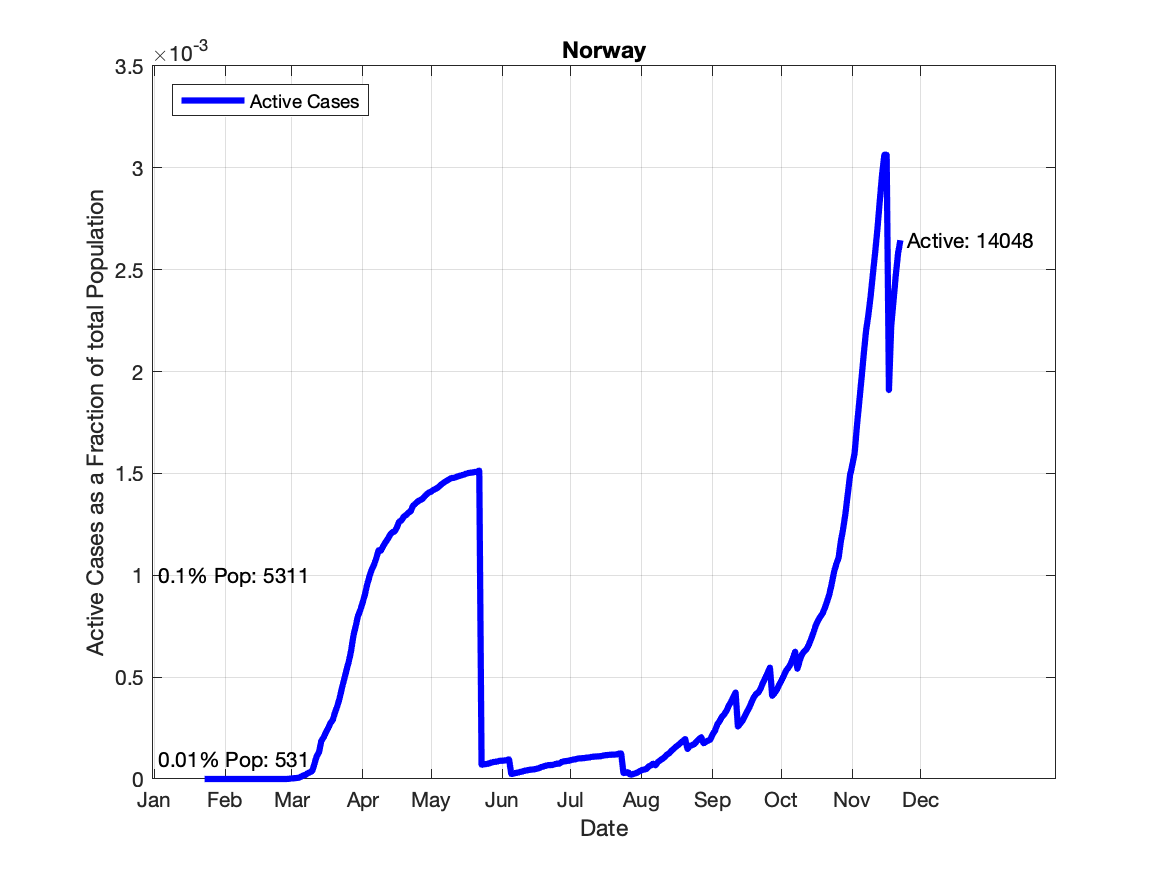 Norway
×10-3
Active Cases
3.5
3
2.5
2
1.5
1
0.5
0
Active Cases as a Fraction of total Population
Active: 14048
0.1% Pop: 5311
0.01% Pop: 531
Jan Feb Mar Apr May Jun Jul Aug Sep Oct Nov Dec
Date